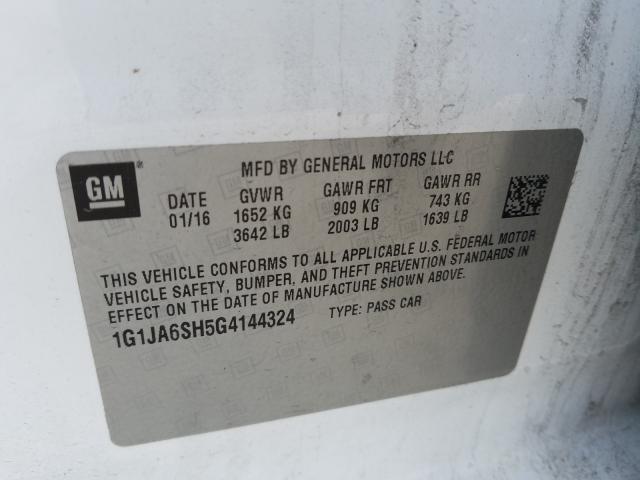 GM
MFD BY GENERAL MOTORS LLC
DATE GVWR GAWR FRT GAWR RR
01/16 1652 KG 909 KG 743 KG
3642 LB 2003 LB 1639 LB
THIS VEHICLE CONFORMS TO ALL APPLICABLE U.S. FEDERAL MOTOR
VEHICLE SAFETY, BUMPER, AND THEFT PREVENTION STANDARDS IN
EFFECT ON THE DATE OF MANUFACTURE SHOWN ABOVE.
1G1JA6SH5G4144324 TYPE: PASS CAR